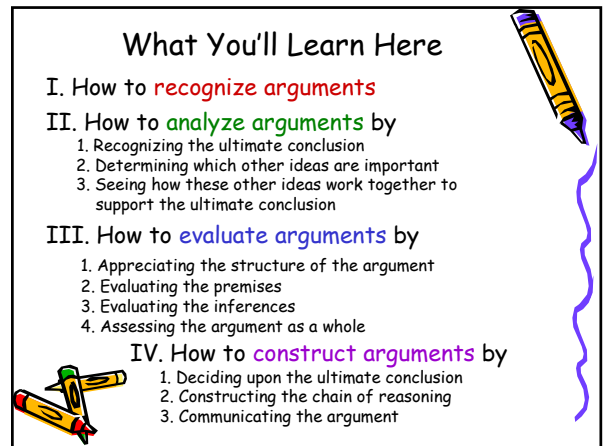 What You'll Learn Here
I. How to recognize arguments
II. How to analyze arguments by
1. Recognizing the ultimate conclusion
2. Determining which other ideas are important
3. Seeing how these other ideas work together to
support the ultimate conclusion
III. How to evaluate arguments by
1. Appreciating the structure of the argument
2. Evaluating the premises
3. Evaluating the inferences
4. Assessing the argument as a whole
IV. How to construct arguments by
1. Deciding upon the ultimate conclusion
2. Constructing the chain of reasoning
3. Communicating the argument